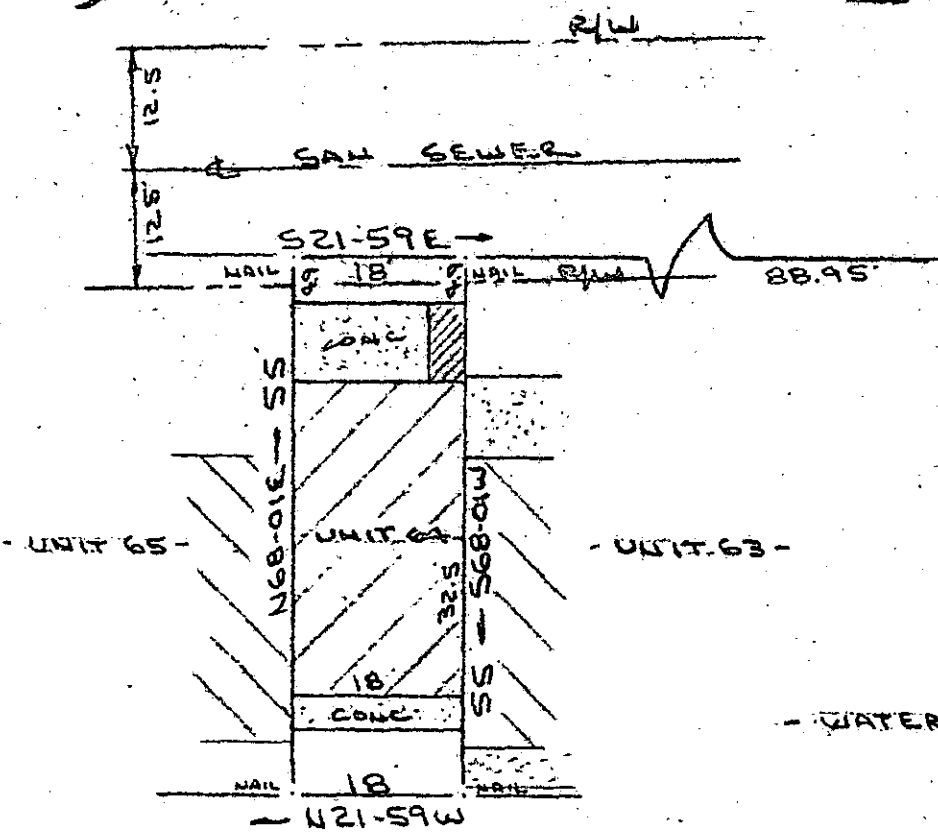 R/W
12.5
℄ SAN SEWER
12.5
S21-59E
NAIL 18' NAIL R/W
88.95'
CONC
N68-01E — 55
UNIT 65
UNIT 64
32.5
S68-01W — 55
UNIT 63
18
CONC
WATER
NAIL 18 NAIL
N21-59W